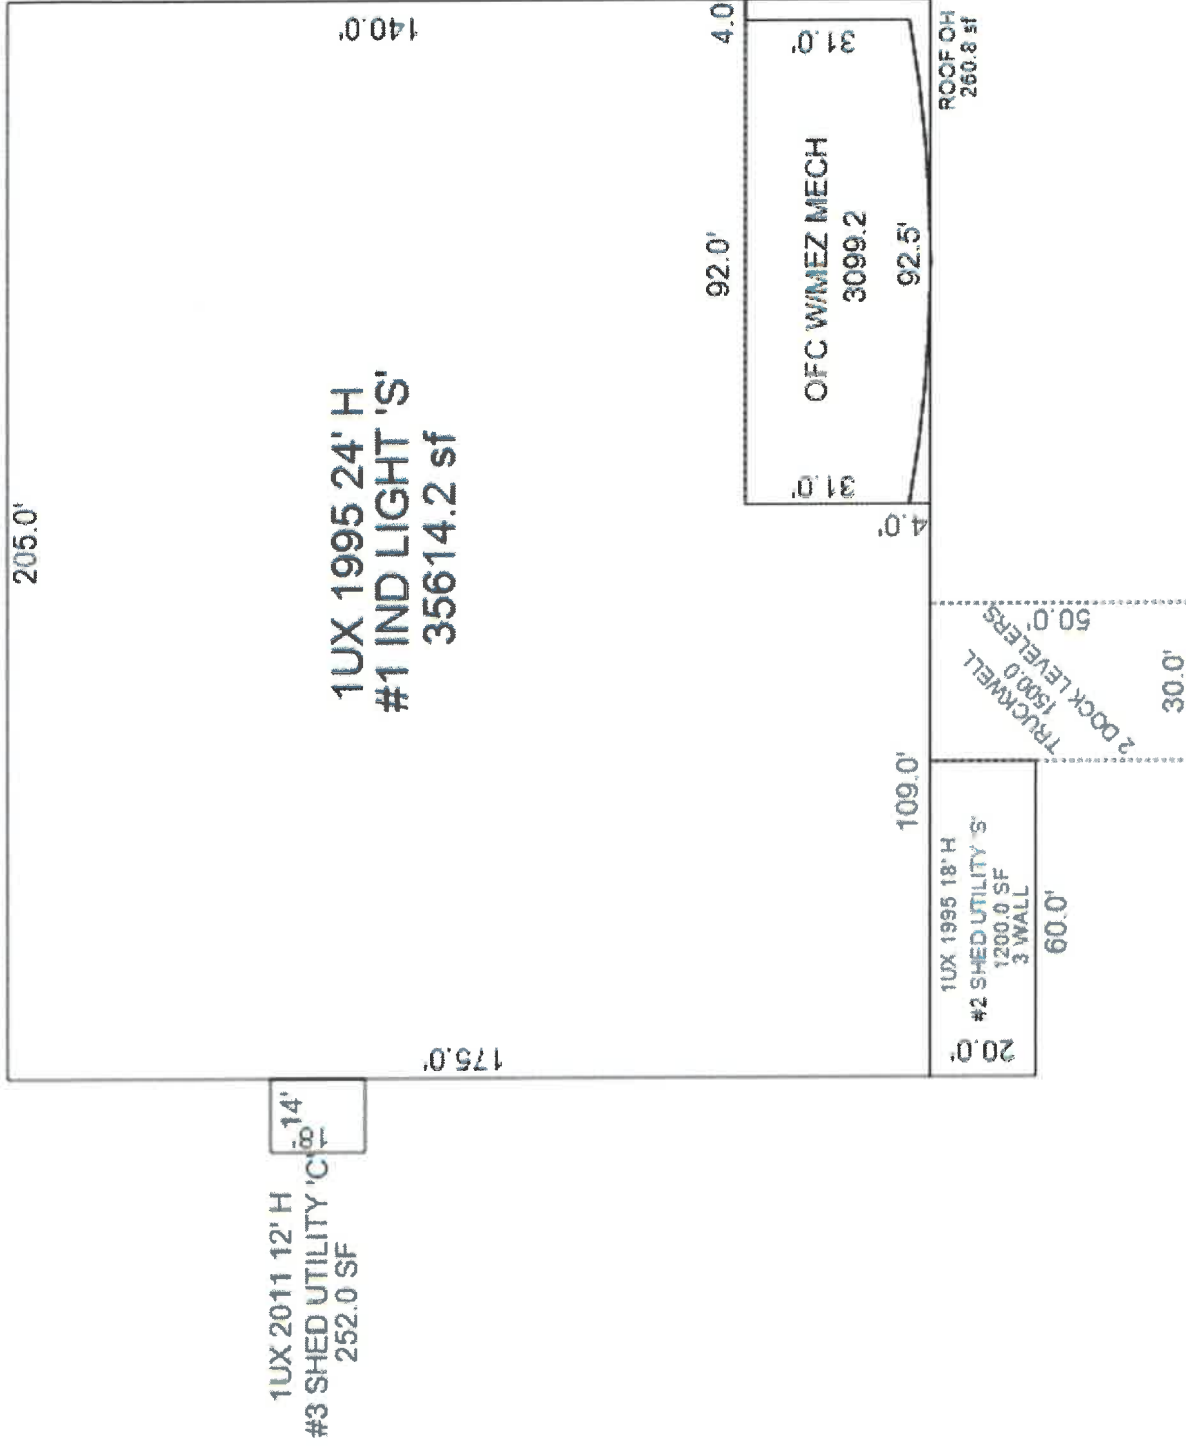 205.0'
140.0'
1UX 1995 24' H
#1 IND LIGHT 'S'
35614.2 sf
4.0
92.0'
31.0'
OFC W/MEZ MECH
3099.2
92.5'
31.0'
4.0'
ROOF OH
260.8 sf
175.0'
14'
18'
1UX 2011 12' H
#3 SHED UTILITY 'C'
252.0 SF
109.0'
1UX 1995 18' H
#2 SHED UTILITY 'S'
1200.0 SF
3 WALL
20.0'
60.0'
TRUCKWELL
1500.0
2 DOCK LEVELERS
50.0'
30.0'